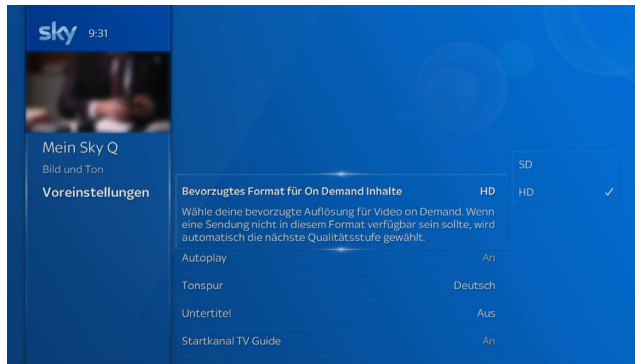 sky 9:31
Mein Sky Q
Bild und Ton
Voreinstellungen
Bevorzugtes Format für On Demand Inhalte HD
Wähle deine bevorzugte Auflösung für Video on Demand. Wenn
eine Sendung nicht in diesem Format verfügbar sein sollte, wird
automatisch die nächste Qualitätsstufe gewählt.
Autoplay An
Tonspur Deutsch
Untertitel Aus
Startkanal TV Guide An
SD
HD